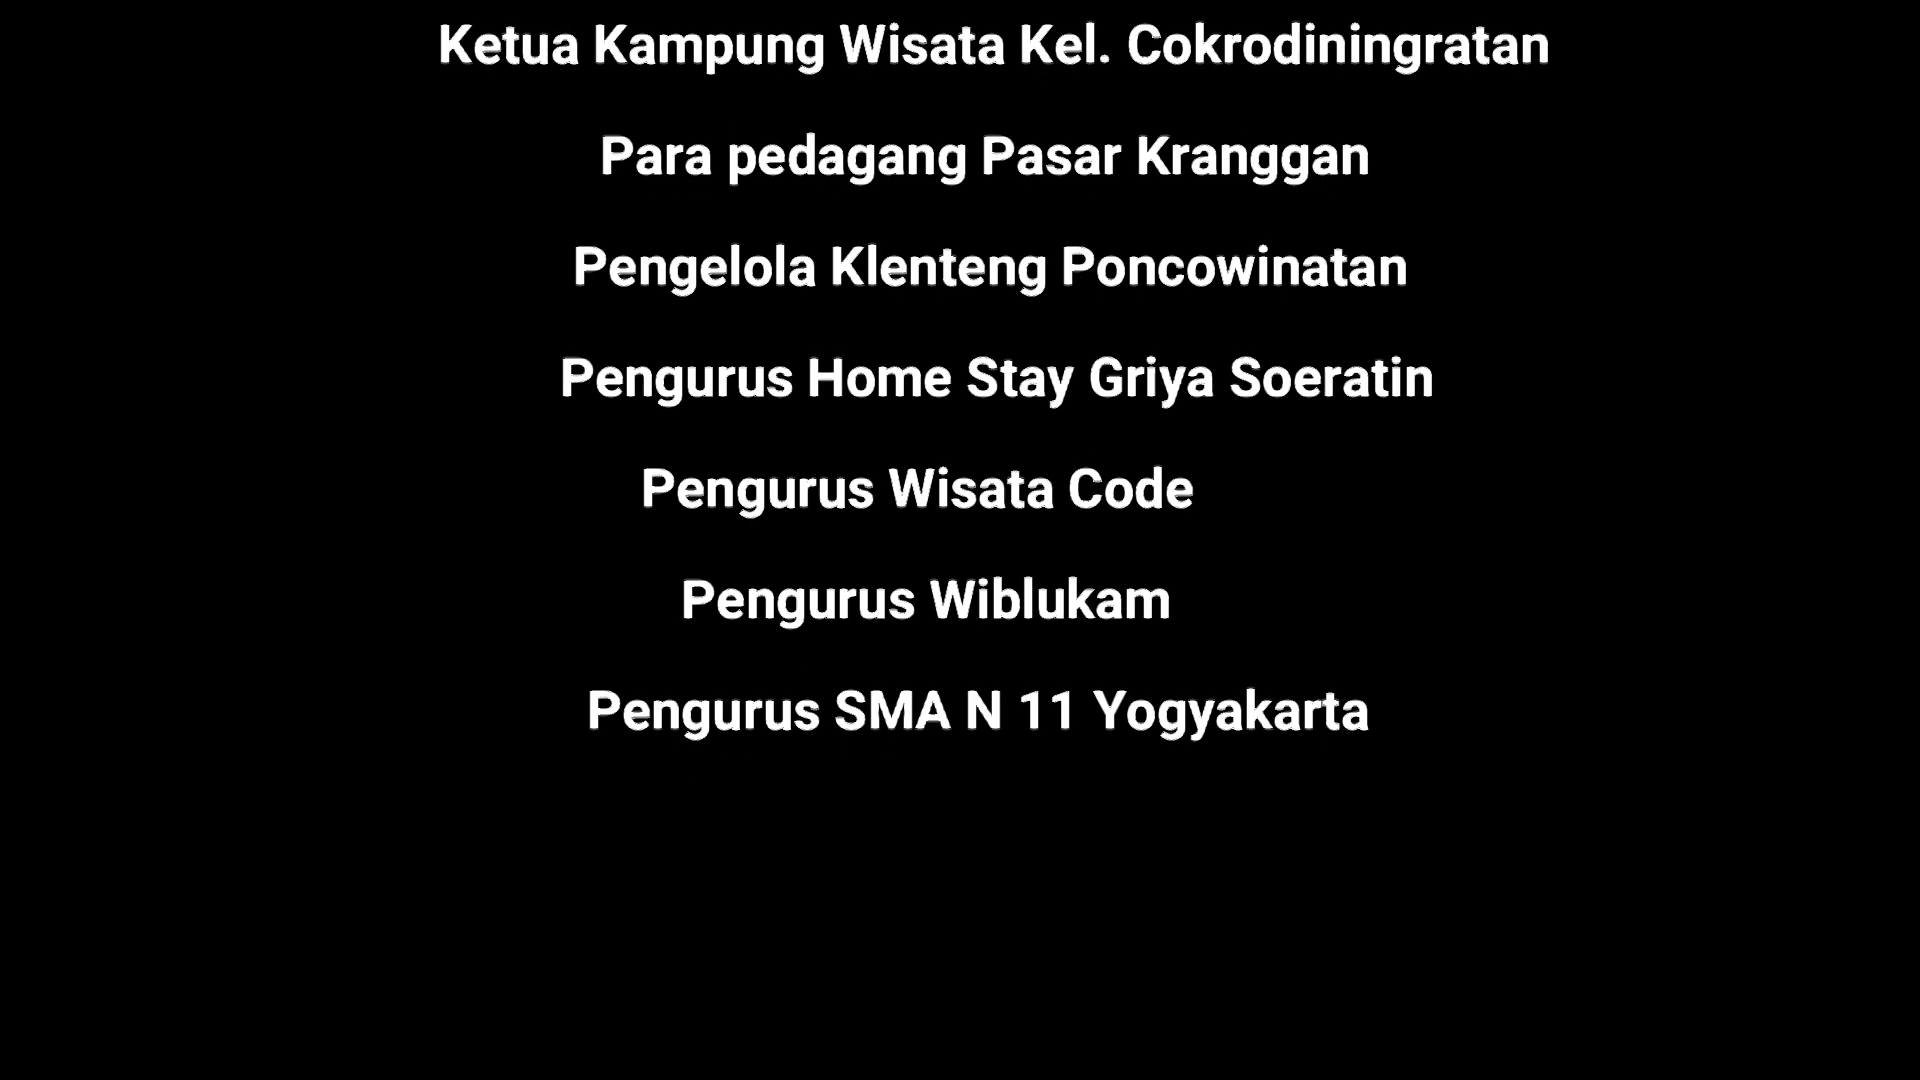 Ketua Kampung Wisata Kel. Cokrodiningratan
Para pedagang Pasar Kranggan
Pengelola Klenteng Poncowinatan
Pengurus Home Stay Griya Soeratin
Pengurus Wisata Code
Pengurus Wiblukam
Pengurus SMA N 11 Yogyakarta